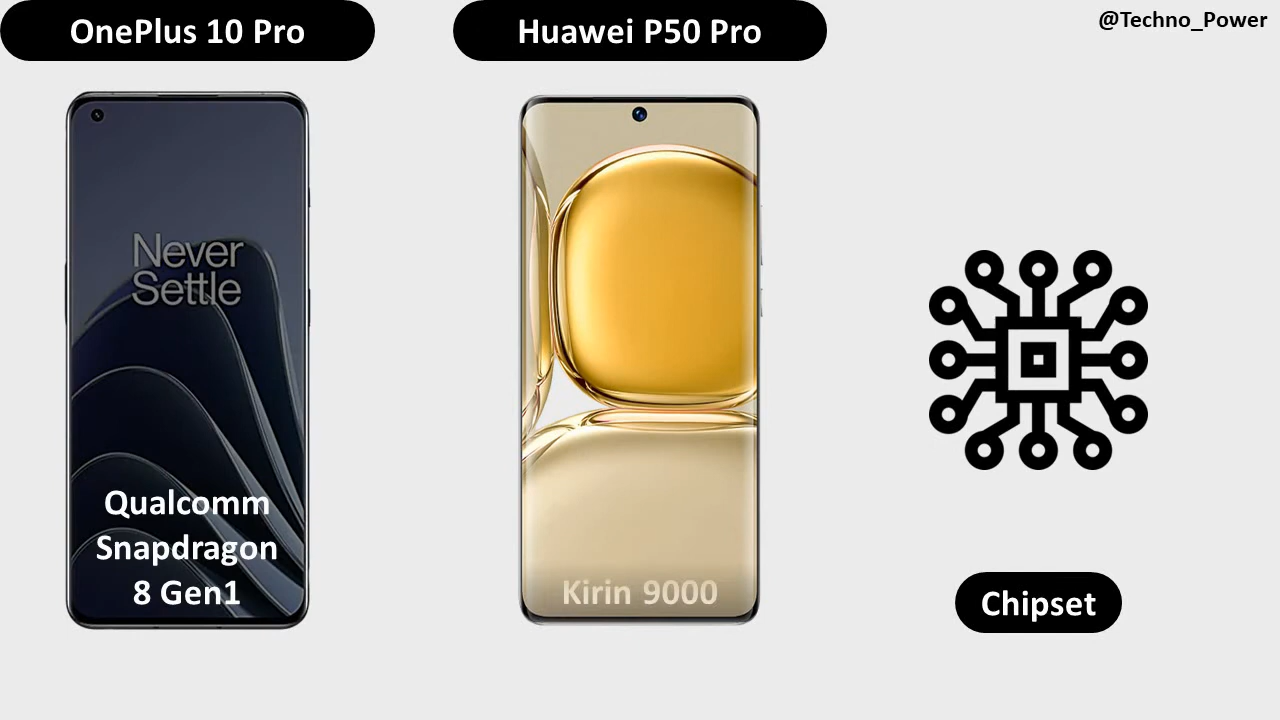 OnePlus 10 Pro
Huawei P50 Pro
@Techno_Power
Never
Settle
Qualcomm
Snapdragon
8 Gen1
Kirin 9000
Chipset